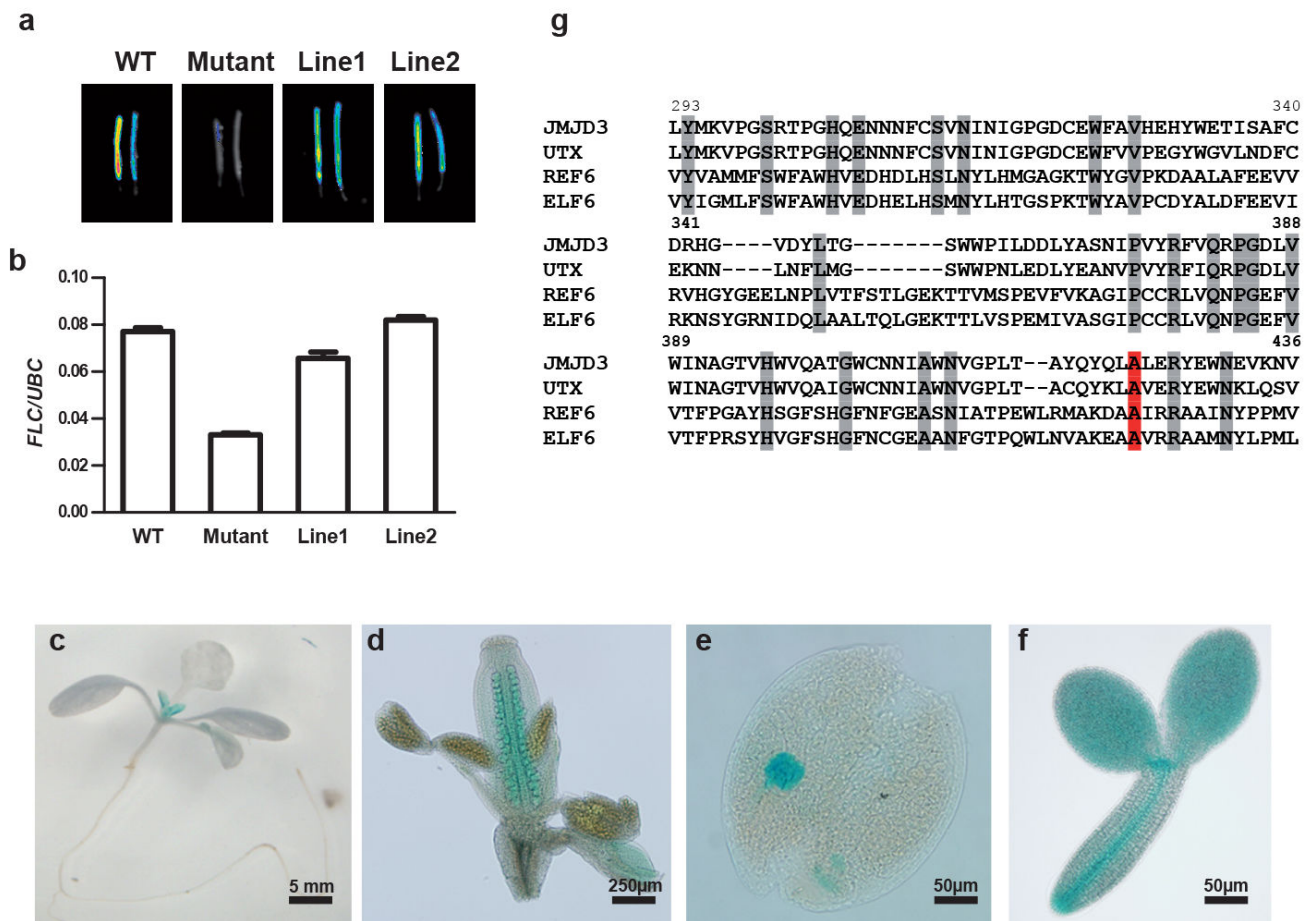 a
WT Mutant Line1 Line2
b
FLC/UBC
0.10
0.08
0.06
0.04
0.02
0.00
WT Mutant Line1 Line2
g
293 340
JMJD3 LYMKVPGSRTPGHQENNNFCSVNINIGPGDCEWFAVHEHYWETISAFC
UTX LYMKVPGSRTPGHQENNNFCSVNINIGPGDCEWFVVPEGYWGVLNDFC
REF6 VYVAMMFSWFAWHVEDHDLHSLNYLHMGAGKTWYGVPKDAALAFEEVV
ELF6 VYIGMLFSWFAWHVEDHELHSMNYLHTGSPKTWYAVPCDYALDFEEVI
341 388
JMJD3 DRHG----VDYLTG-------SWWPILDDLYASNIPVYRFVQRPGDLV
UTX EKNN----LNFLMG-------SWWPNLEDLYEANVPVYRFIQRPGDLV
REF6 RVHGYGEELNPLVTFSTLGEKTTVMSPEVFVKAGIPCCRLVQNPGEFV
ELF6 RKNSYGRNIDQLAALTQLGEKTTLVSPEMIVASGIPCCRLVQNPGEFV
389 436
JMJD3 WINAGTVHWVQATGWCNNIAWNVGPLT--AYQYQLALERYEWNEVKNV
UTX WINAGTVHWVQAIGWCNNIAWNVGPLT--ACQYKLAVERYEWNKLQSV
REF6 VTFPGAYHSGFSHGFNFGEASNIATPEWLRMAKDAAIRRAAINYPPMV
ELF6 VTFPRSYHVGFSHGFNCGEAANFGTPQWLNVAKEAAVRRAAMNYLPML
c
5 mm
d
250μm
e
50μm
f
50μm